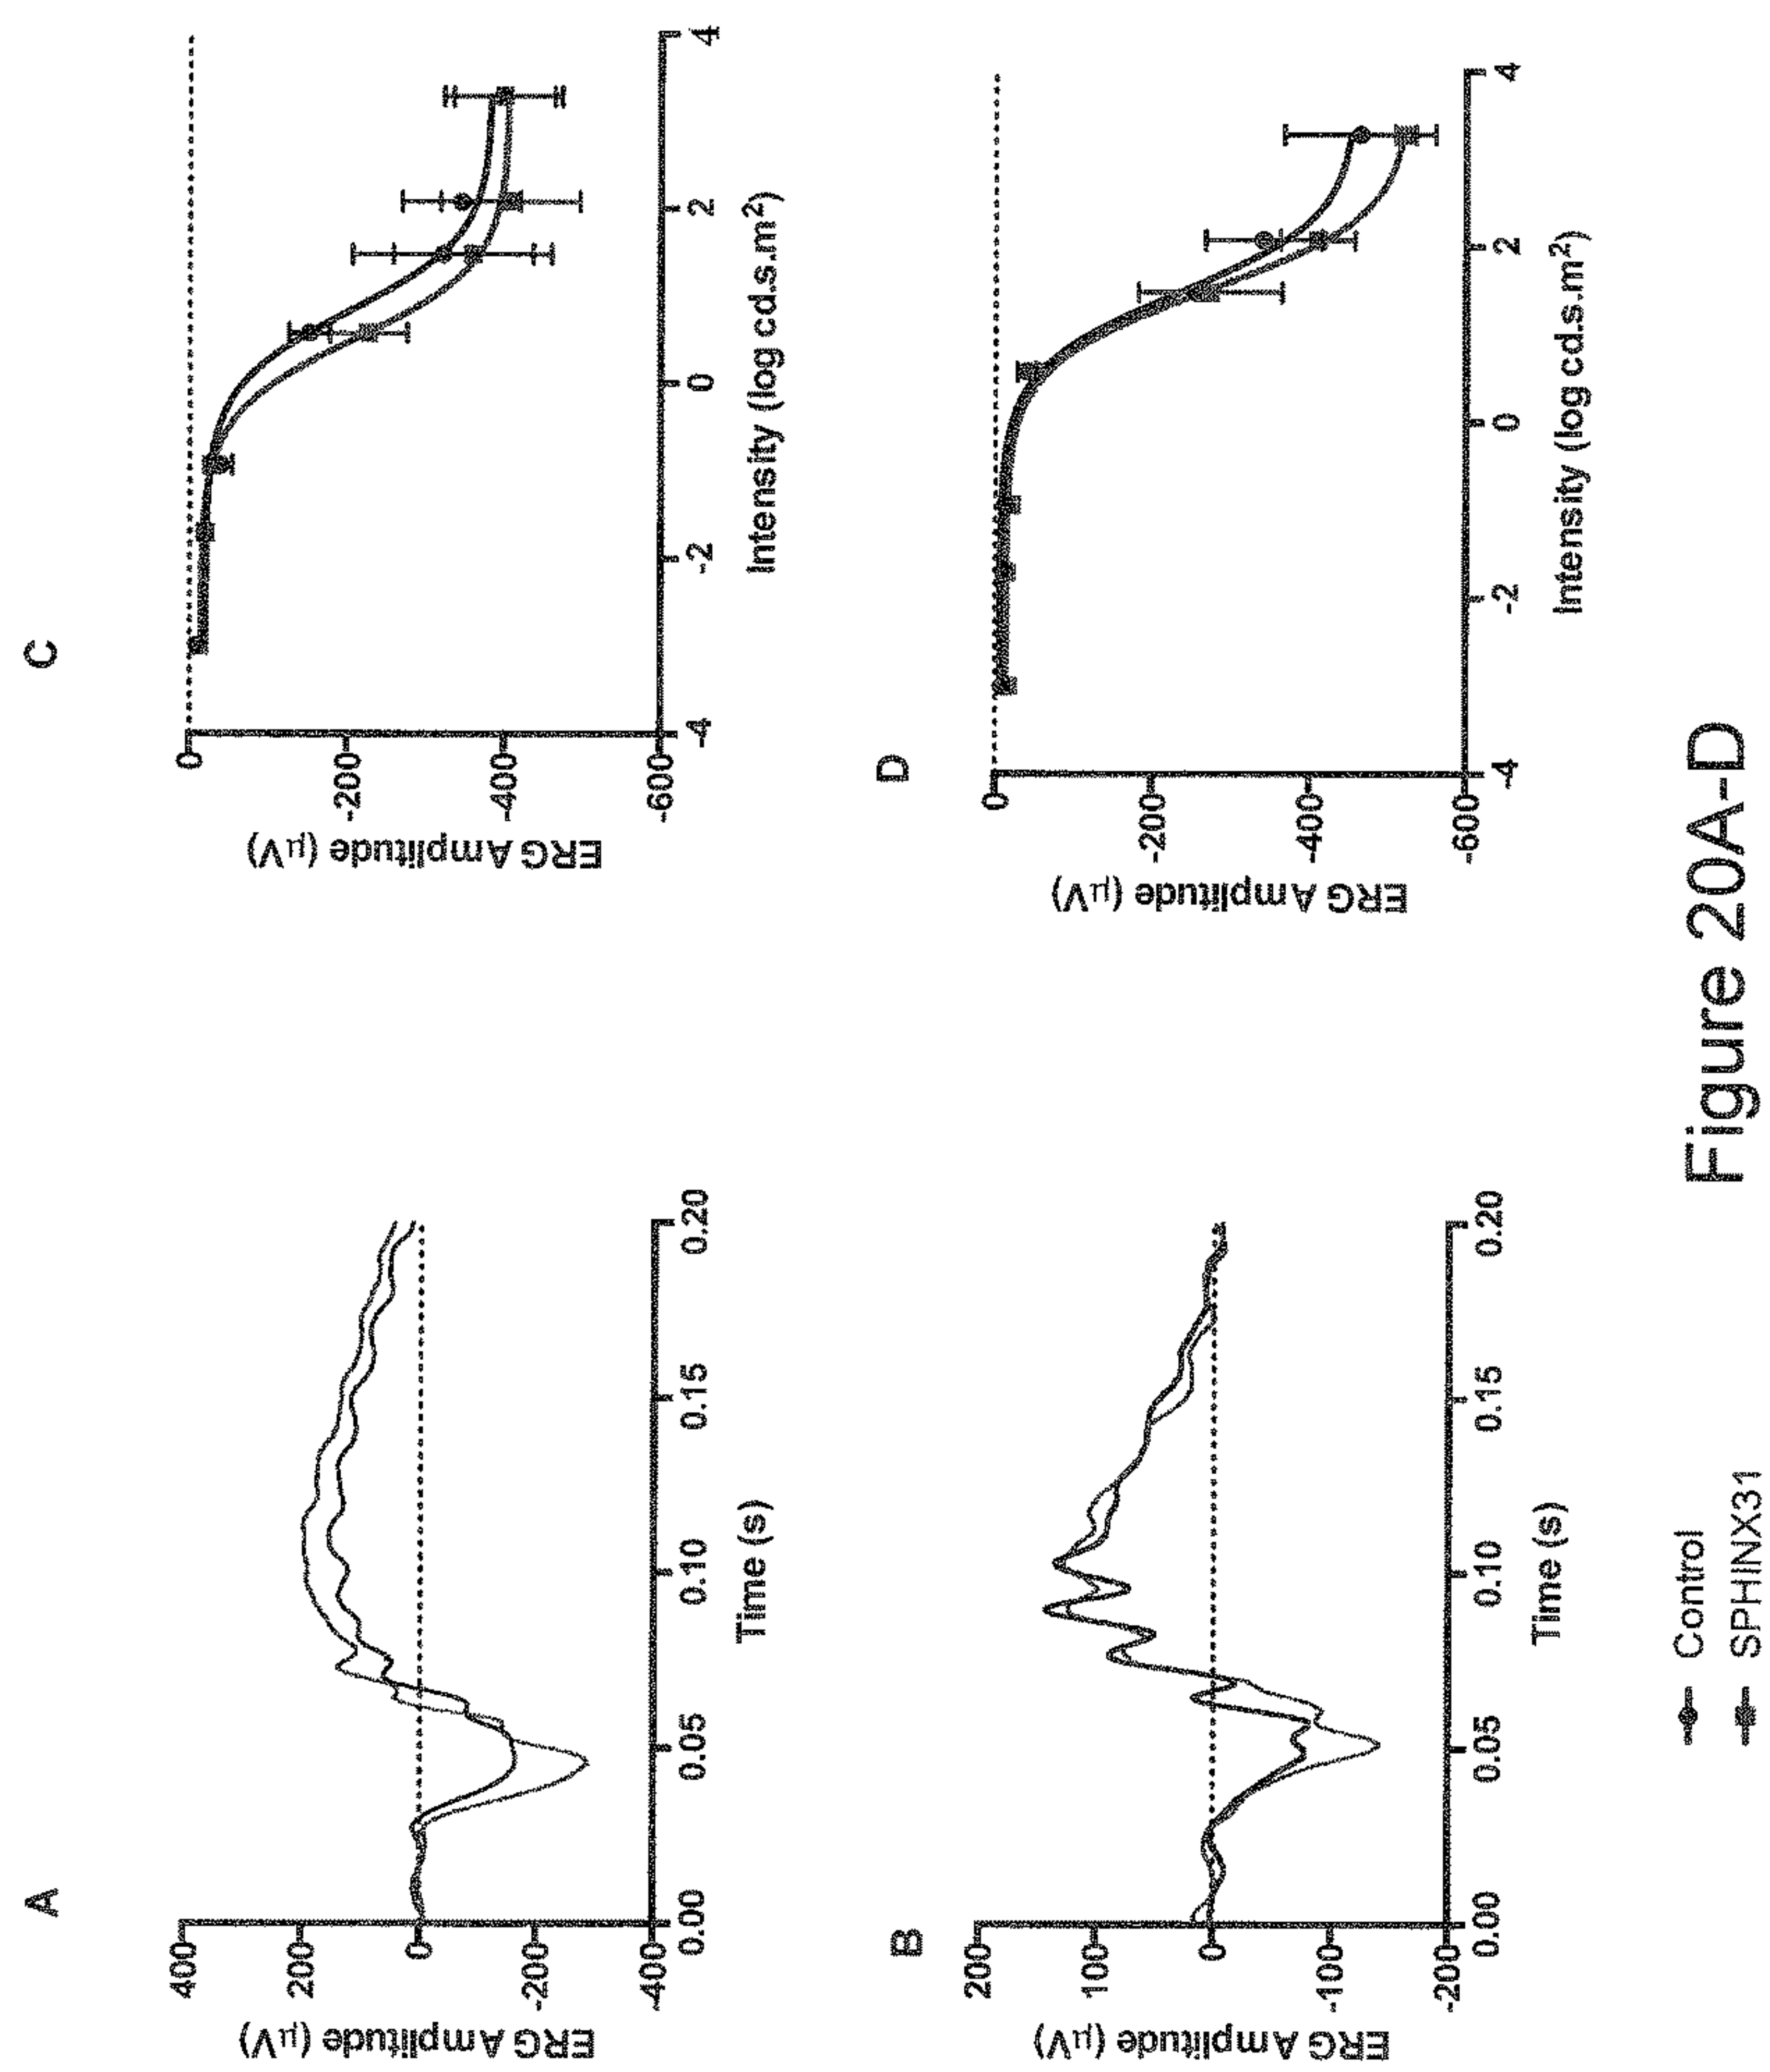 A
ERG Amplitude (µV)
400
200
0
-200
-400
0.00 0.05 0.10 0.15 0.20
Time (s)
C
ERG Amplitude (µV)
0
-200
-400
-600
-4 -2 0 2 4
Intensity (log cd.s.m²)
B
ERG Amplitude (µV)
200
100
0
-100
-200
0.00 0.05 0.10 0.15 0.20
Time (s)
D
ERG Amplitude (µV)
0
-200
-400
-600
-4 -2 0 2 4
Intensity (log cd.s.m²)
Control
SPHINX31
Figure 20A-D